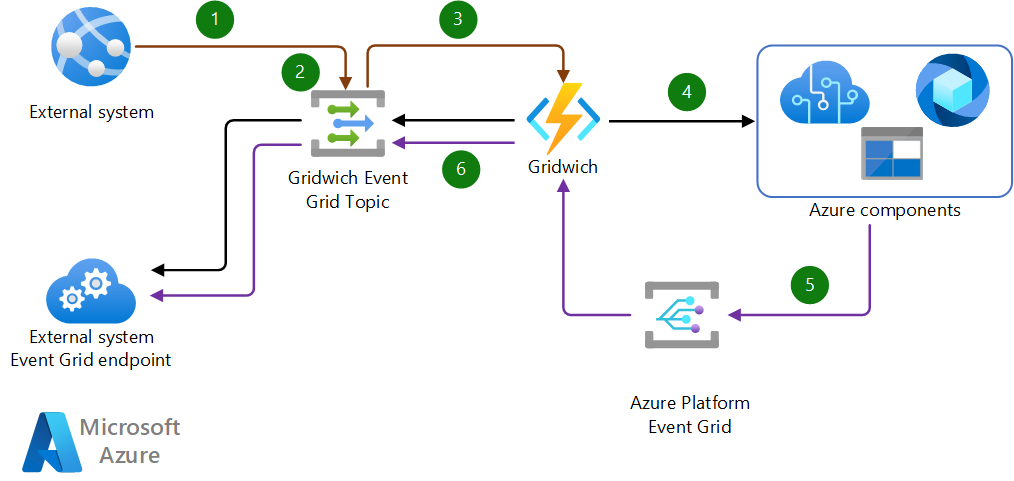 1
3
2
4
External system
Gridwich Event
Grid Topic
6
Gridwich
Azure components
5
External system
Event Grid endpoint
Azure Platform
Event Grid
Microsoft
Azure